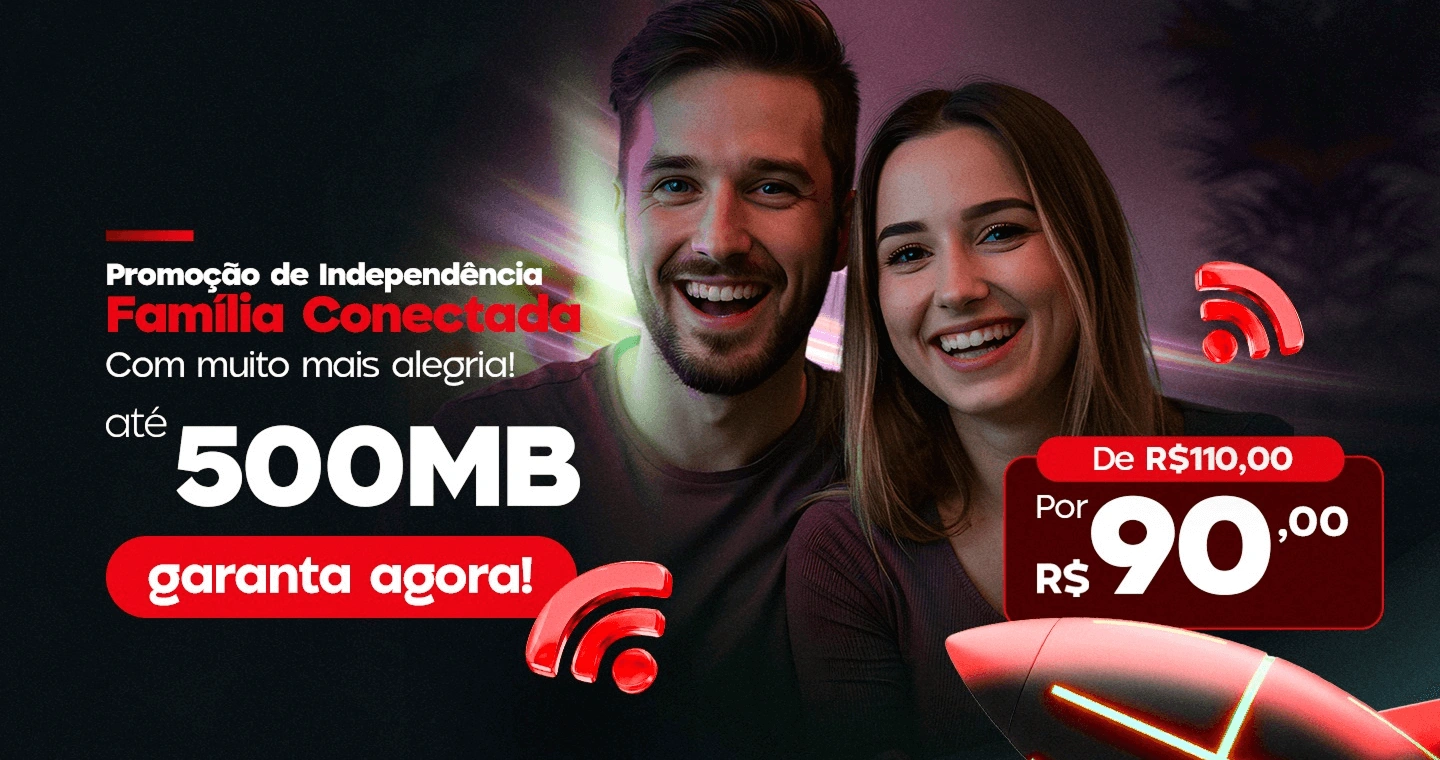 Promoção de Independência
Família Conectada
Com muito mais alegria!
até
500MB
garanta agora!
De R$110,00
Por
R$90,00